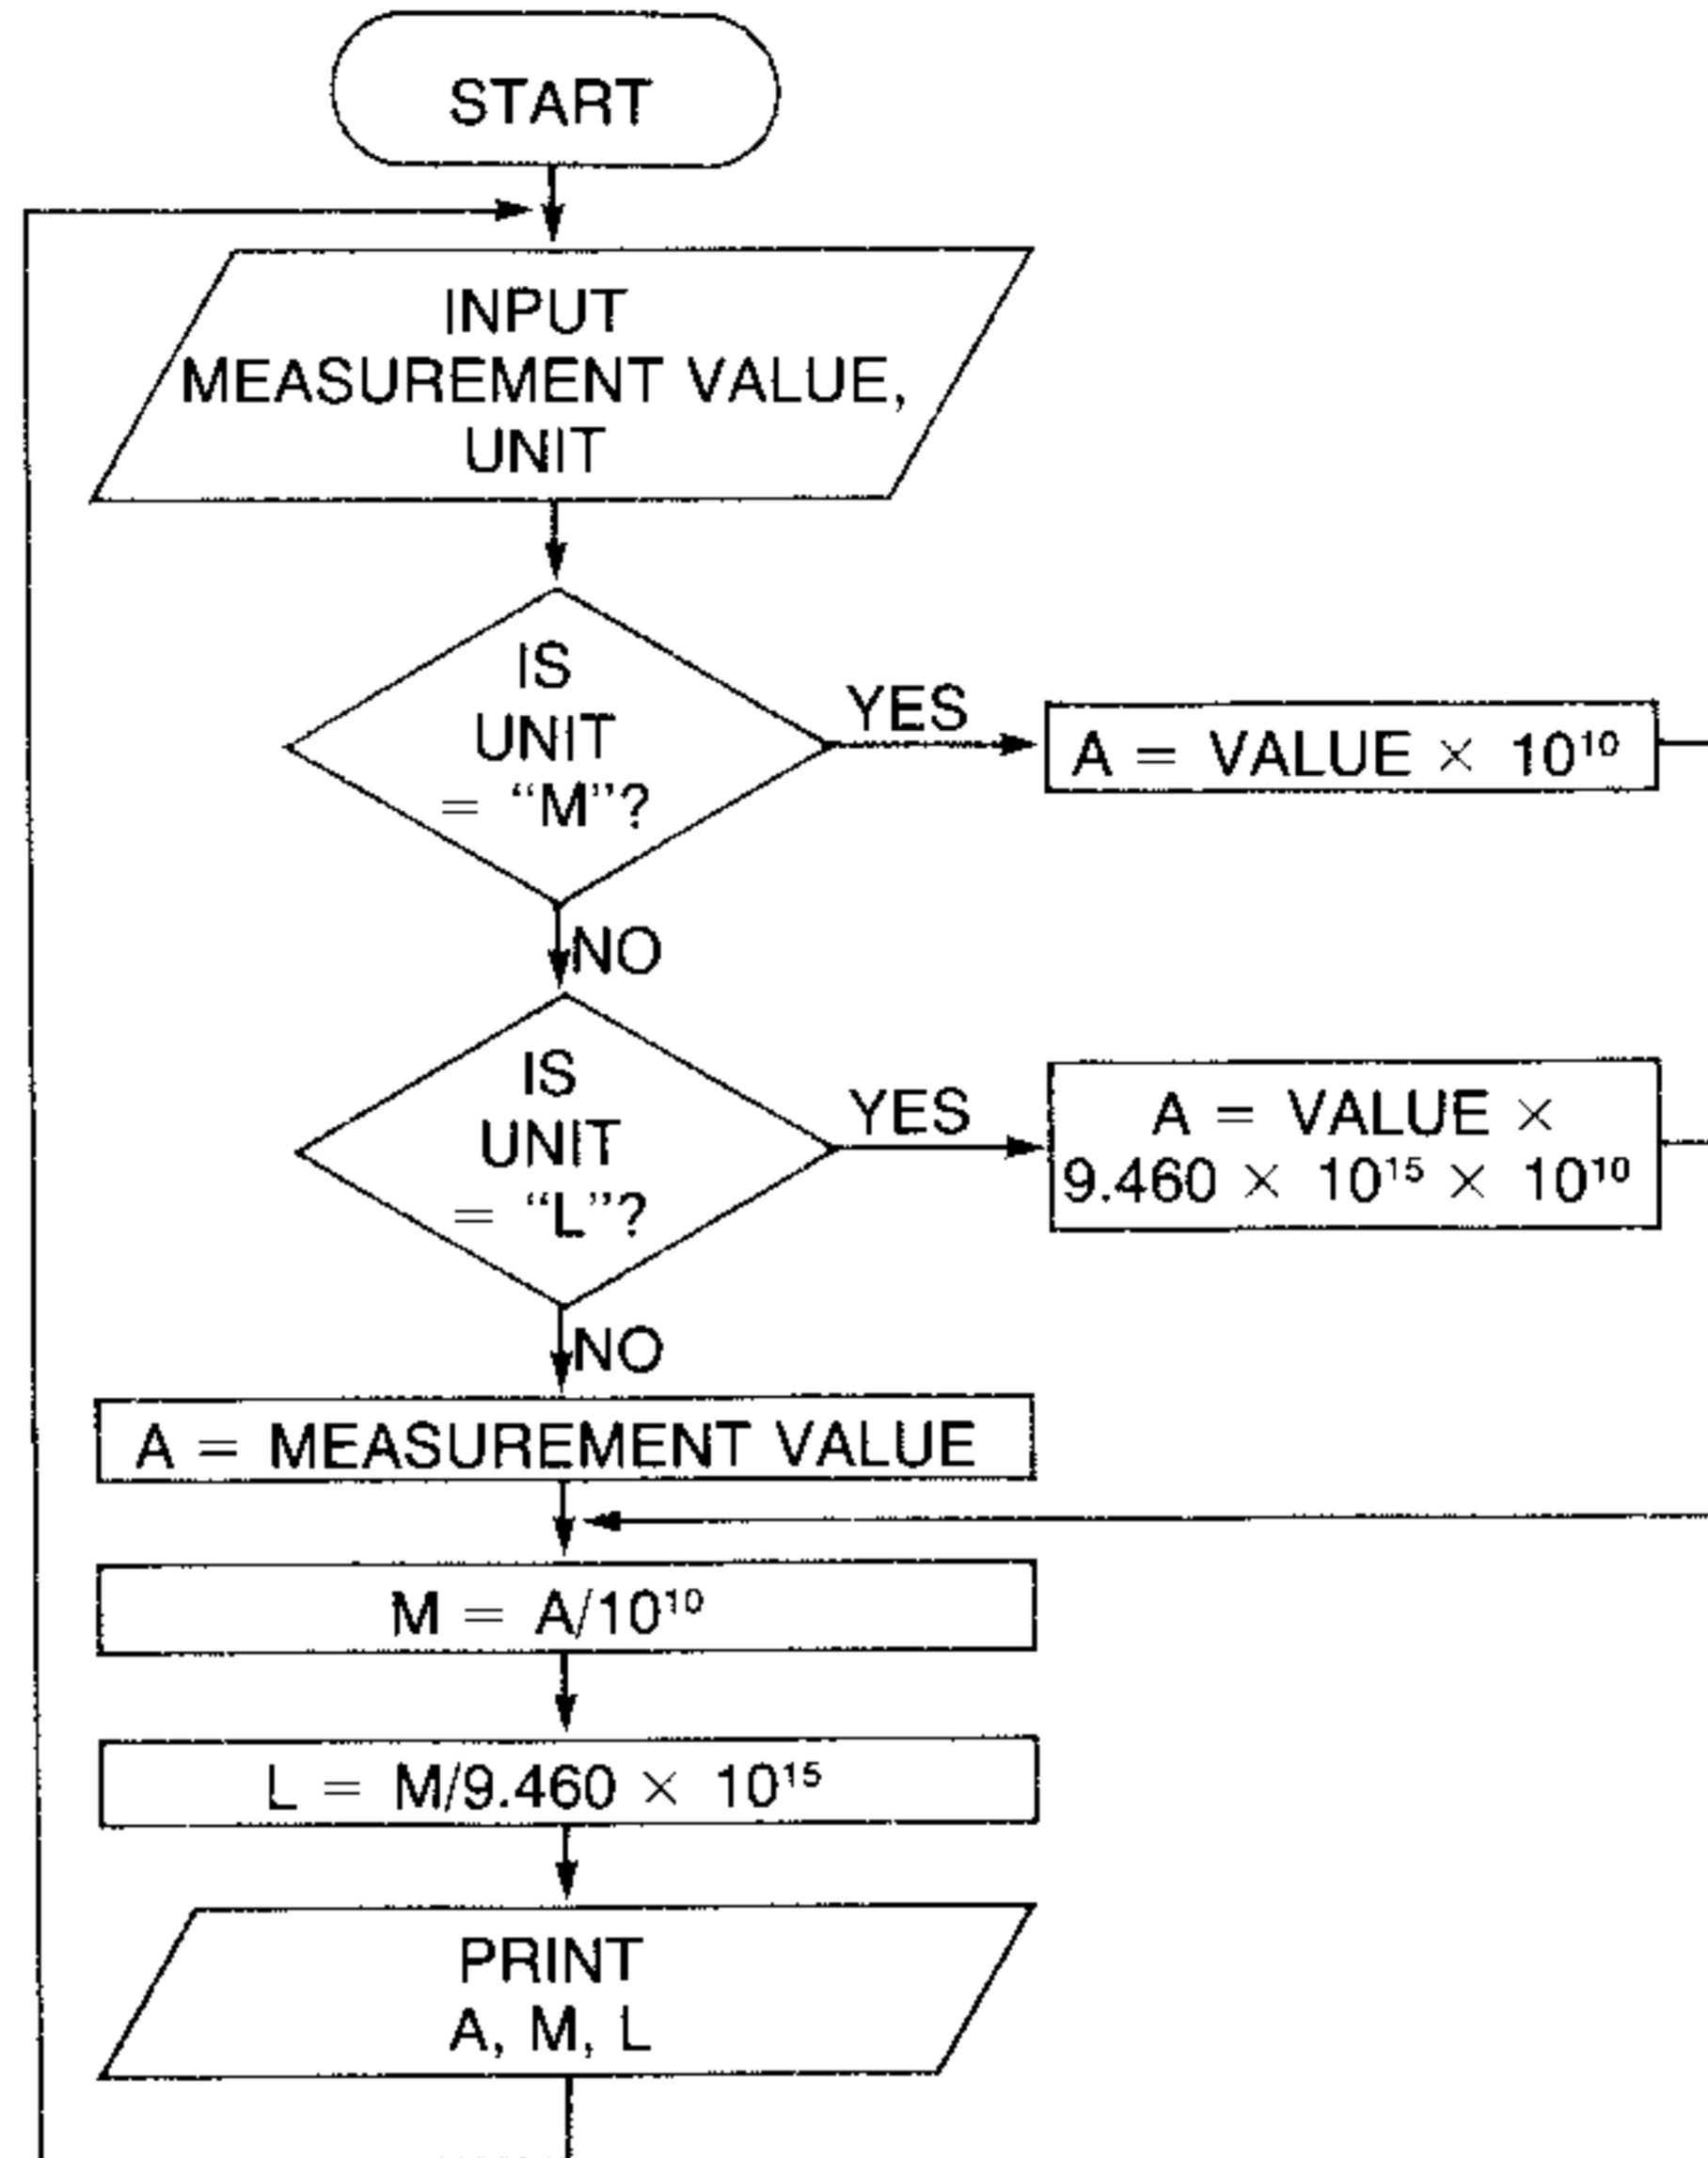 START
INPUT
MEASUREMENT VALUE,
UNIT
IS
UNIT
= “M”?
YES
A = VALUE × 10¹⁰
NO
IS
UNIT
= “L”?
YES
A = VALUE ×
9.460 × 10¹⁵ × 10¹⁰
NO
A = MEASUREMENT VALUE
M = A/10¹⁰
L = M/9.460 × 10¹⁵
PRINT
A, M, L